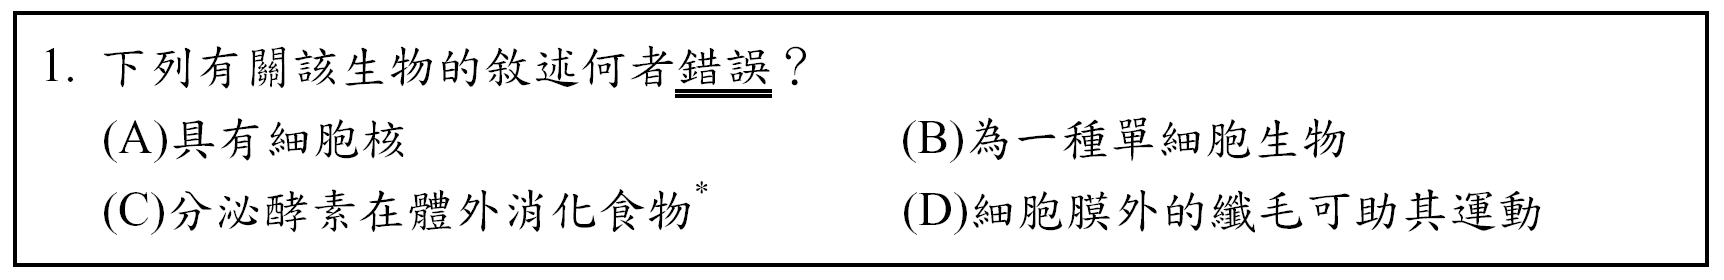 1. 下列有關該生物的敘述何者錯誤？
(A)具有細胞核 (B)為一種單細胞生物
(C)分泌酵素在體外消化食物* (D)細胞膜外的纖毛可助其運動